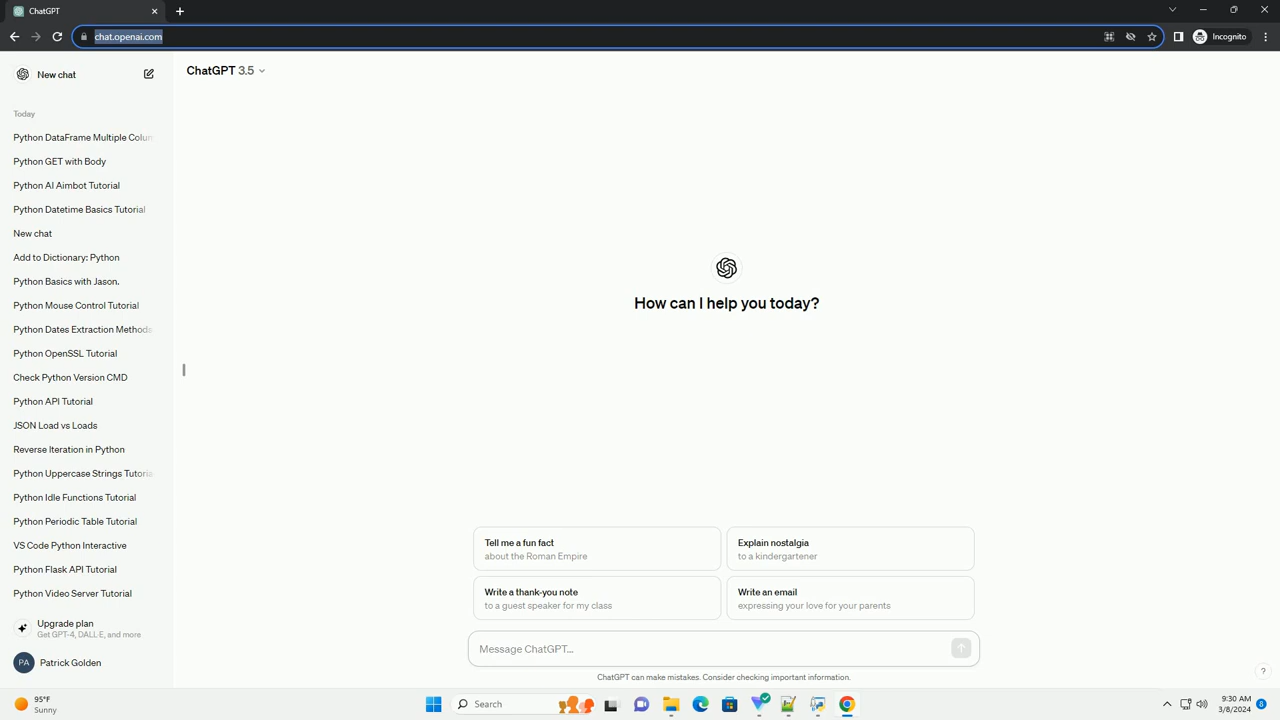 ChatGPT
chat.openai.com
Incognito
New chat
ChatGPT 3.5
Today
Python DataFrame Multiple Colum
Python GET with Body
Python AI Aimbot Tutorial
Python Datetime Basics Tutorial
New chat
Add to Dictionary: Python
Python Basics with Jason.
Python Mouse Control Tutorial
Python Dates Extraction Methods
Python OpenSSL Tutorial
Check Python Version CMD
Python API Tutorial
JSON Load vs Loads
Reverse Iteration in Python
Python Uppercase Strings Tutoria
Python Idle Functions Tutorial
Python Periodic Table Tutorial
VS Code Python Interactive
Python Flask API Tutorial
Python Video Server Tutorial
Upgrade plan
Get GPT-4, DALL·E, and more
PA
Patrick Golden
How can I help you today?
Tell me a fun fact
about the Roman Empire
Explain nostalgia
to a kindergartener
Write a thank-you note
to a guest speaker for my class
Write an email
expressing your love for your parents
Message ChatGPT...
ChatGPT can make mistakes. Consider checking important information.
?
95°F
Sunny
Search
9:30 AM
3/8/2024
6